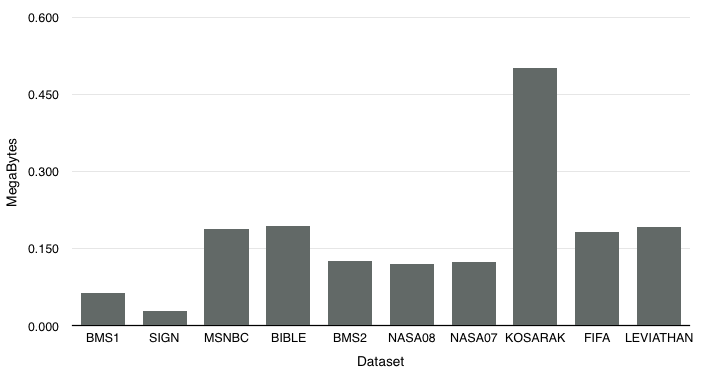 0.600
0.450
0.300
0.150
0.000
MegaBytes
BMS1 SIGN MSNBC BIBLE BMS2 NASA08 NASA07 KOSARAK FIFA LEVIATHAN
Dataset